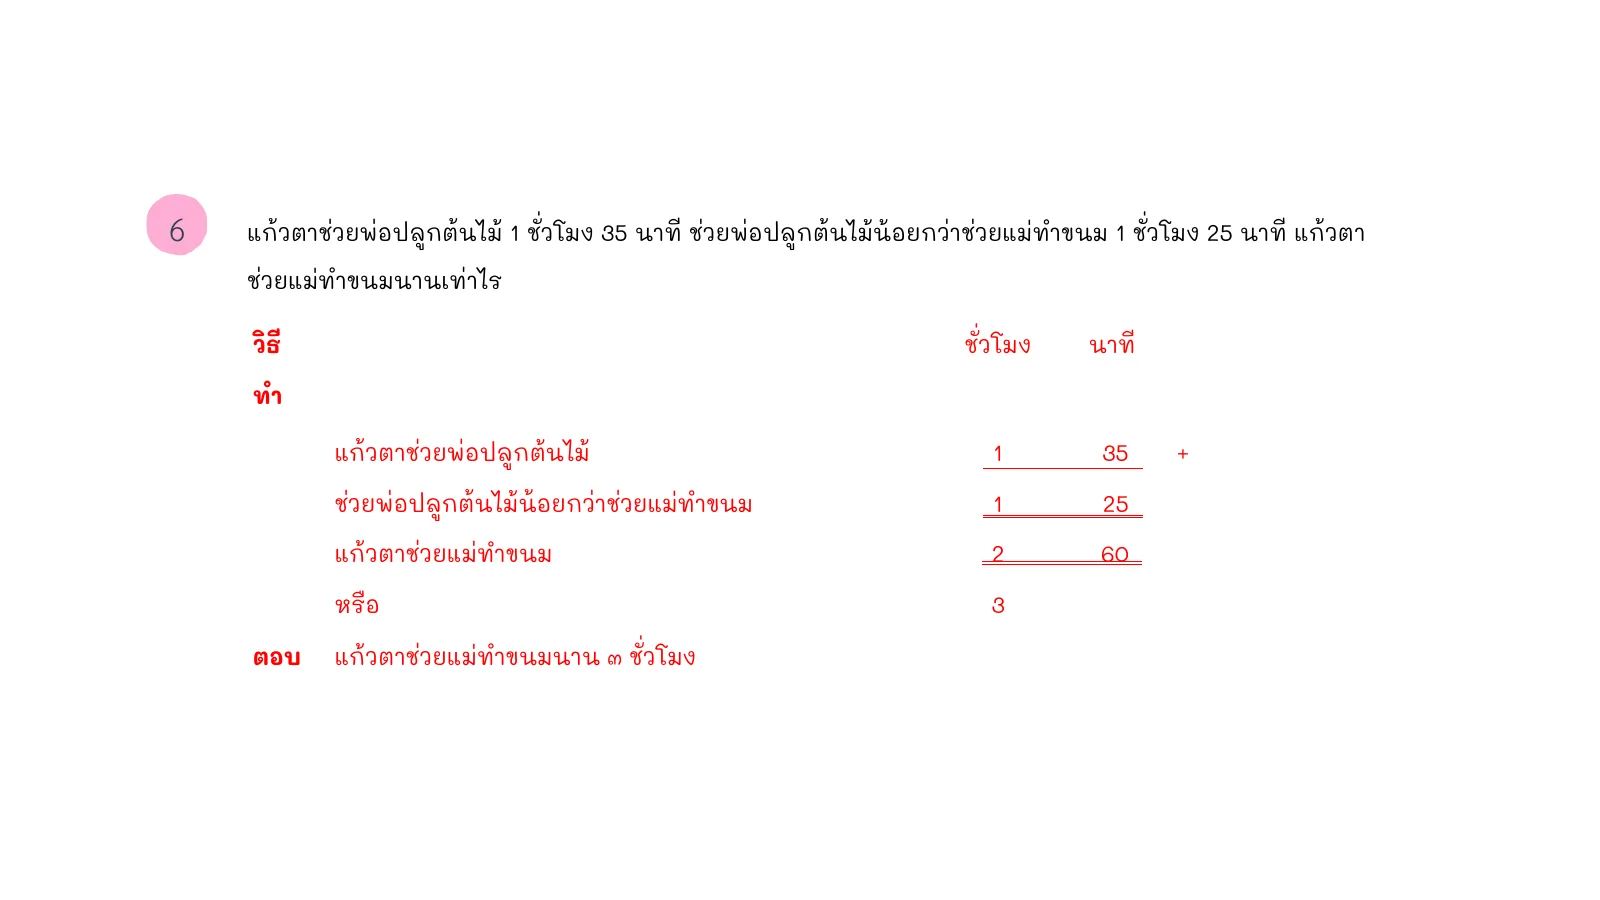 6 แก้วตาช่วยพ่อปลูกต้นไม้ 1 ชั่วโมง 35 นาที ช่วยพ่อปลูกต้นไม้น้อยกว่าช่วยแม่ทำขนม 1 ชั่วโมง 25 นาที แก้วตา
ช่วยแม่ทำขนมนานเท่าไร
วิธี ชั่วโมง นาที
ทำ
แก้วตาช่วยพ่อปลูกต้นไม้ 1 35 +
ช่วยพ่อปลูกต้นไม้น้อยกว่าช่วยแม่ทำขนม 1 25
แก้วตาช่วยแม่ทำขนม 2 60
หรือ 3
ตอบ แก้วตาช่วยแม่ทำขนมนาน ๓ ชั่วโมง